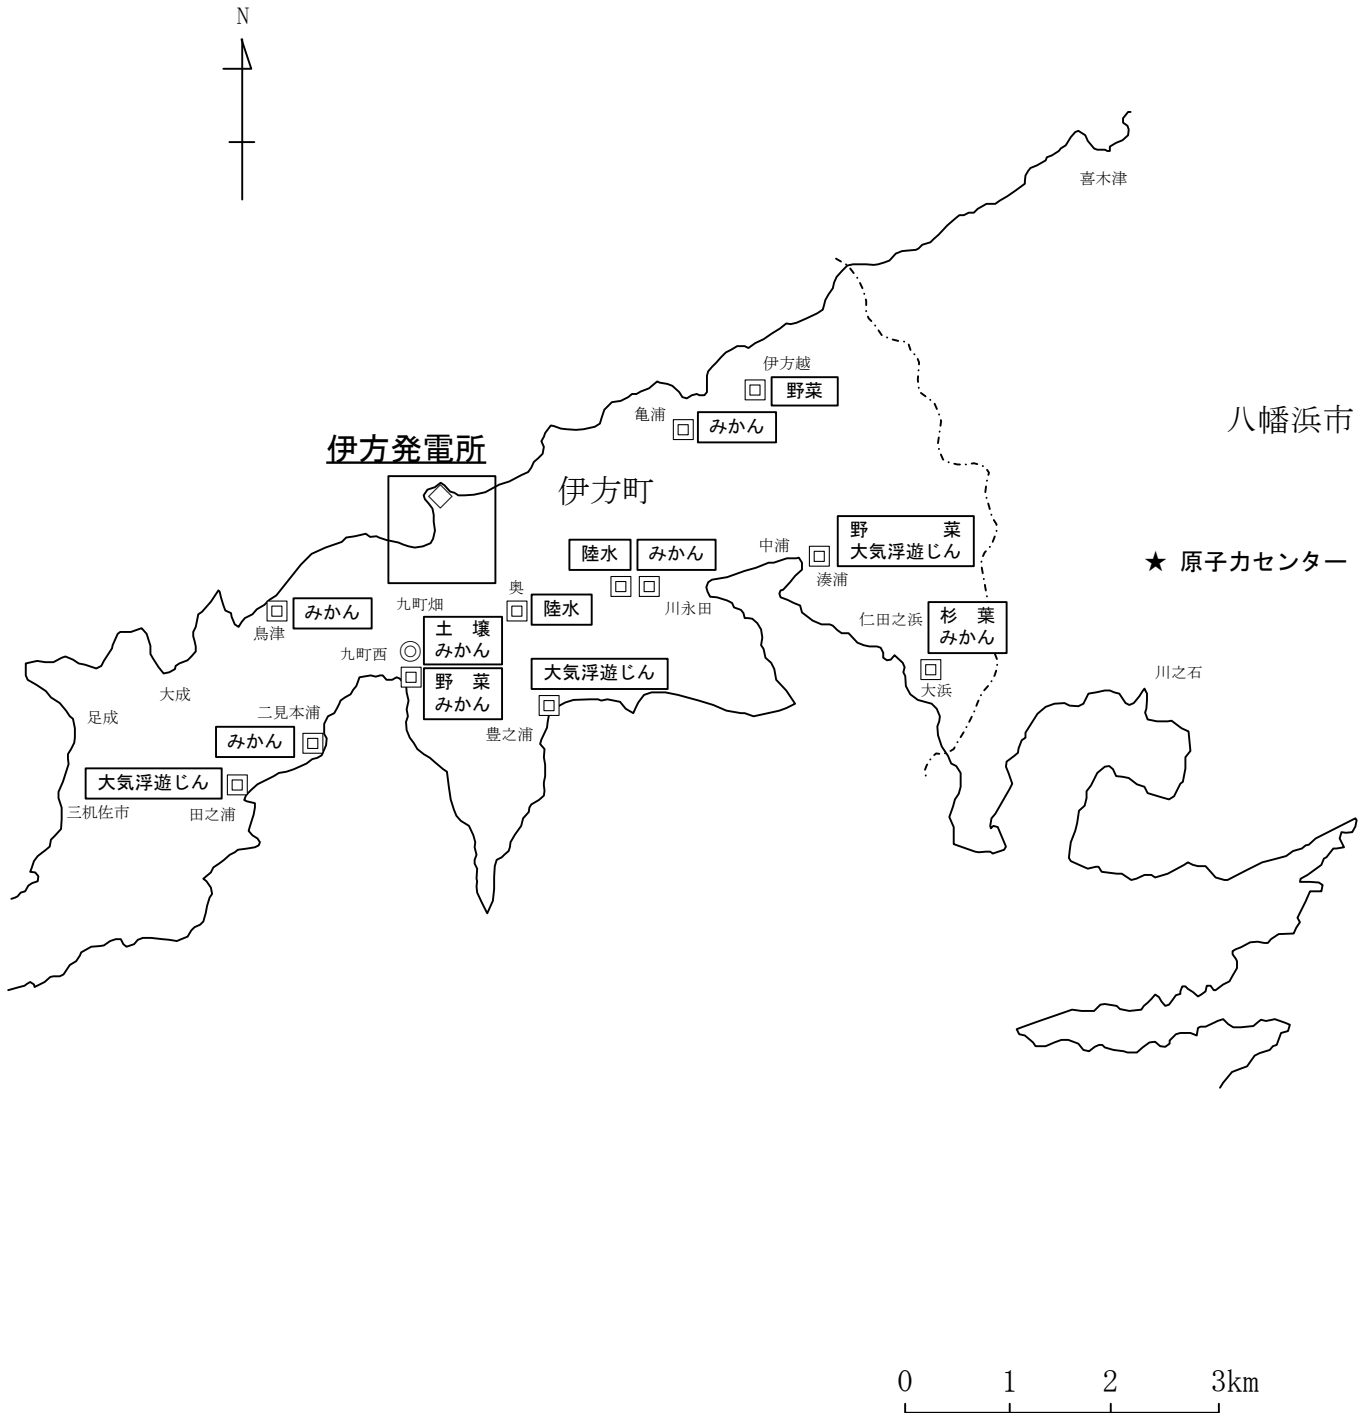 N
喜木津
伊方越
野菜
亀浦
みかん
八幡浜市
伊方発電所
伊方町
野　菜
大気浮遊じん
中浦
湊浦
陸水
みかん
川永田
★ 原子力センター
奥
陸水
九町畑
土　壌
みかん
九町西
野　菜
みかん
みかん
鳥津
仁田之浜
杉　葉
みかん
大浜
川之石
大気浮遊じん
豊之浦
大成
足成
二見本浦
みかん
大気浮遊じん
三机佐市
田之浦
0 1 2 3km